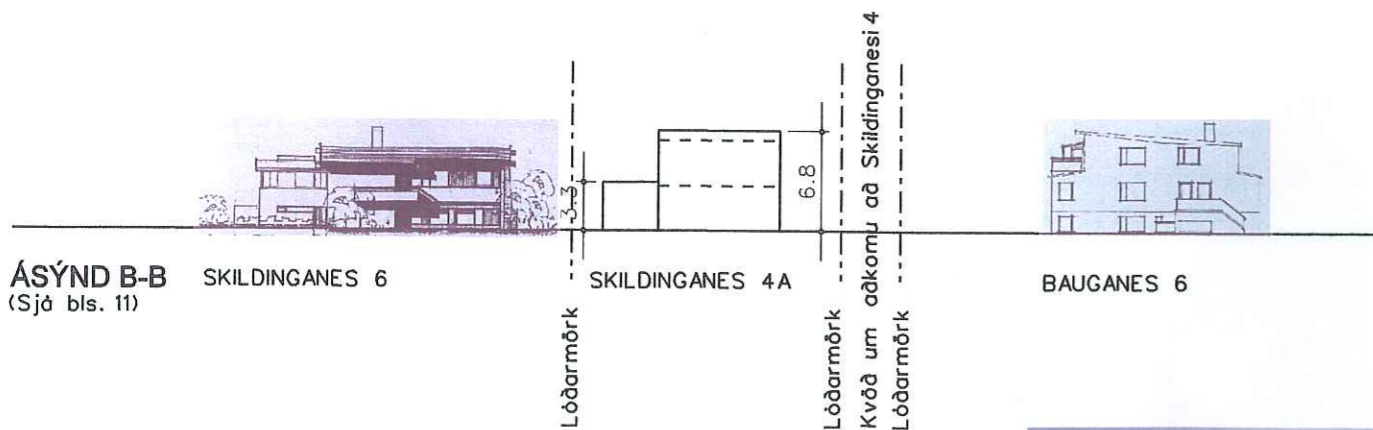 ÁSÝND B-B
(Sjá bls. 11)
SKILDINGANES 6
Lóðarmörk
3.3
SKILDINGANES 4A
6.8
Lóðarmörk
Kvöð um aðkomu að Skildinganesi 4
Lóðarmörk
BAUGANES 6